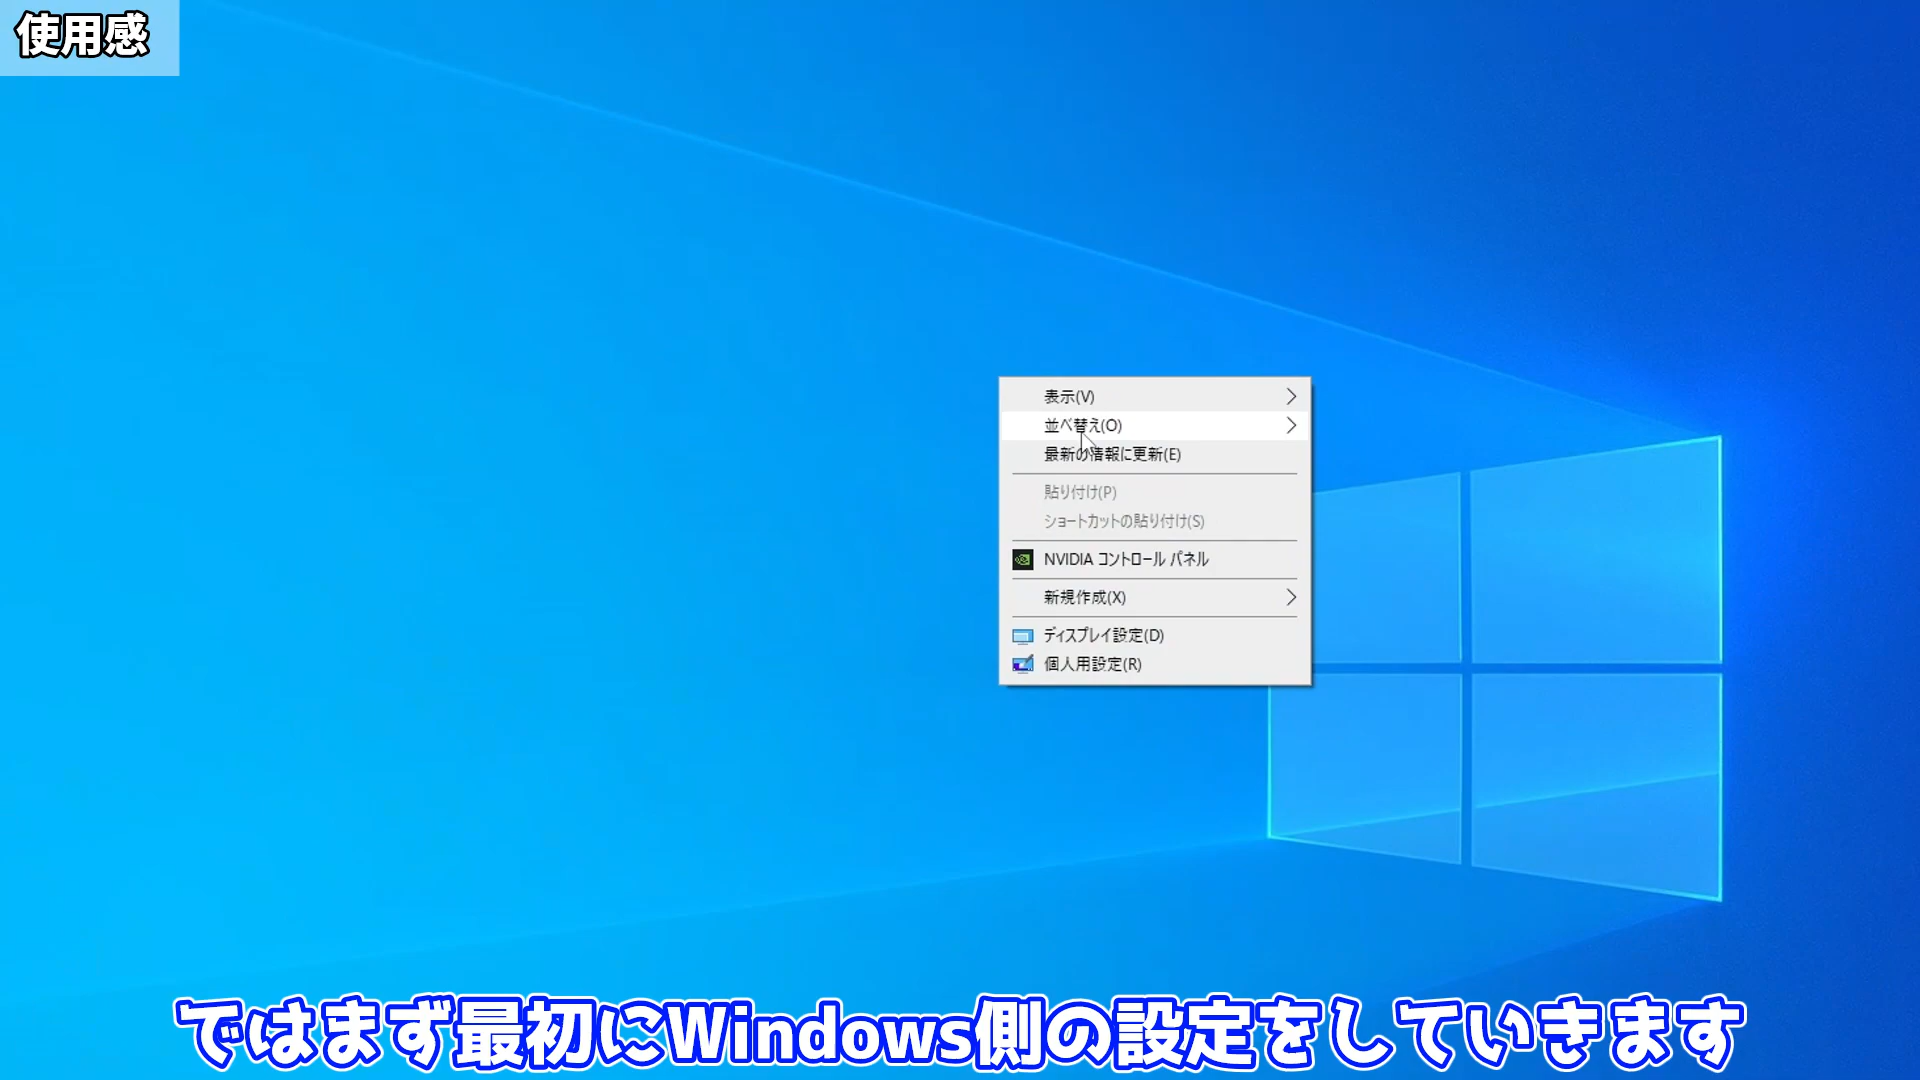 使用感
表示(V)
並べ替え(O)
最新の情報に更新(E)
貼り付け(P)
ショートカットの貼り付け(S)
NVIDIA コントロール パネル
新規作成(X)
ディスプレイ設定(D)
個人用設定(R)
ではまず最初にWindows側の設定をしていきます